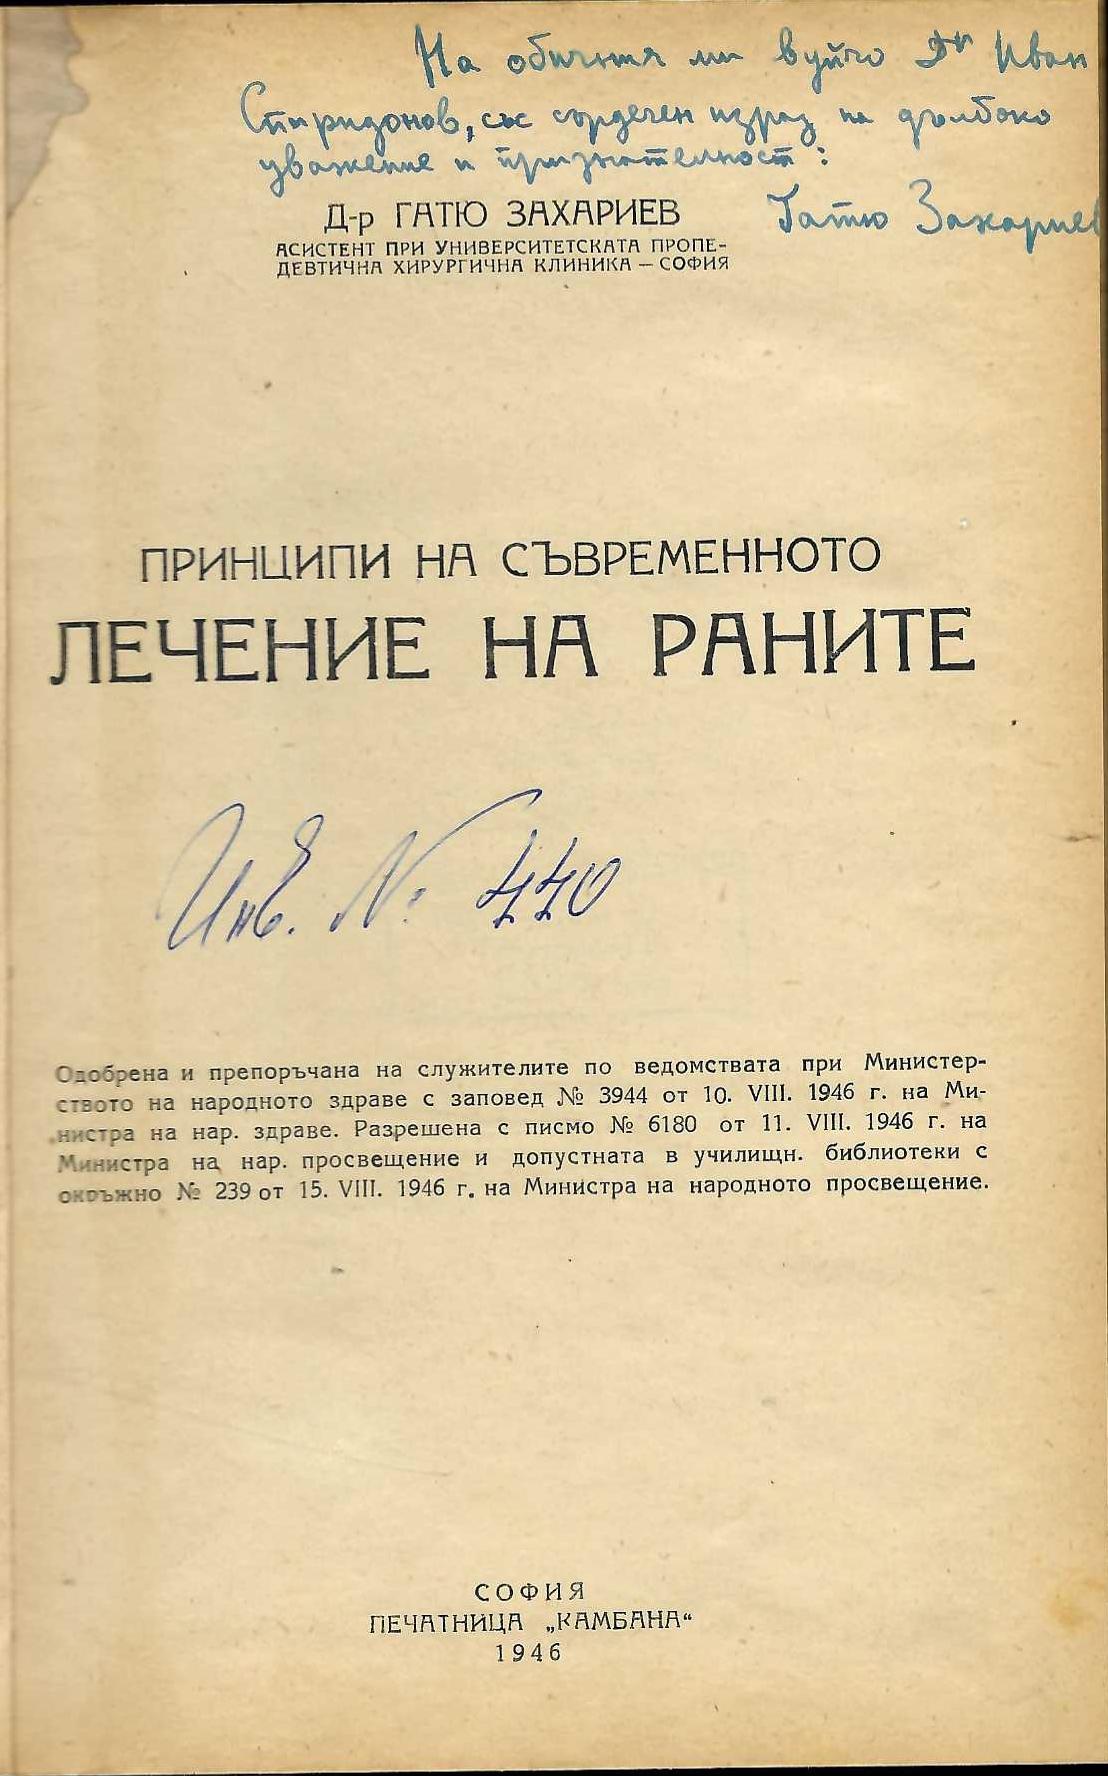 На обичния ми вуйчо Д-р Иван
Спиридонов, със сърдечен израз на дълбоко
уважение и признателност:
Гатю Захариев
Д-р ГАТЮ ЗАХАРИЕВ
АСИСТЕНТ ПРИ УНИВЕРСИТЕТСКАТА ПРОПЕ-
ДЕВТИЧНА ХИРУРГИЧНА КЛИНИКА — СОФИЯ
ПРИНЦИПИ НА СЪВРЕМЕННОТО
ЛЕЧЕНИЕ НА РАНИТЕ
Инв. № 440
Одобрена и препоръчана на служителите по ведомствата при Министер-
ството на народното здраве с заповед № 3944 от 10. VIII. 1946 г. на Ми-
нистра на нар. здраве. Разрешена с писмо № 6180 от 11. VIII. 1946 г. на
Министра на нар. просвещение и допустната в училищн. библиотеки с
окръжно № 239 от 15. VIII. 1946 г. на Министра на народното просвещение.
СОФИЯ
ПЕЧАТНИЦА „КАМБАНА“
1946